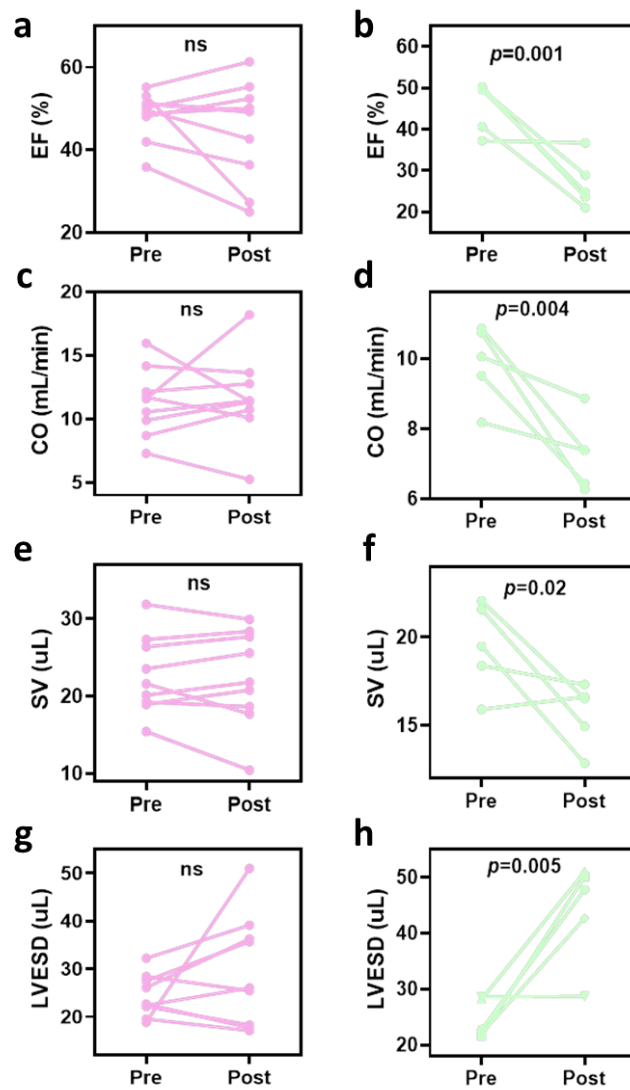 a
ns
EF (%)
60
40
20
Pre
Post
b
p=0.001
EF (%)
60
50
40
30
20
Pre
Post
c
ns
CO (mL/min)
20
15
10
5
Pre
Post
d
p=0.004
CO (mL/min)
10
8
6
Pre
Post
e
ns
SV (uL)
30
20
10
Pre
Post
f
p=0.02
SV (uL)
20
15
Pre
Post
g
ns
LVESD (uL)
50
40
30
20
Pre
Post
h
p=0.005
LVESD (uL)
50
40
30
20
Pre
Post